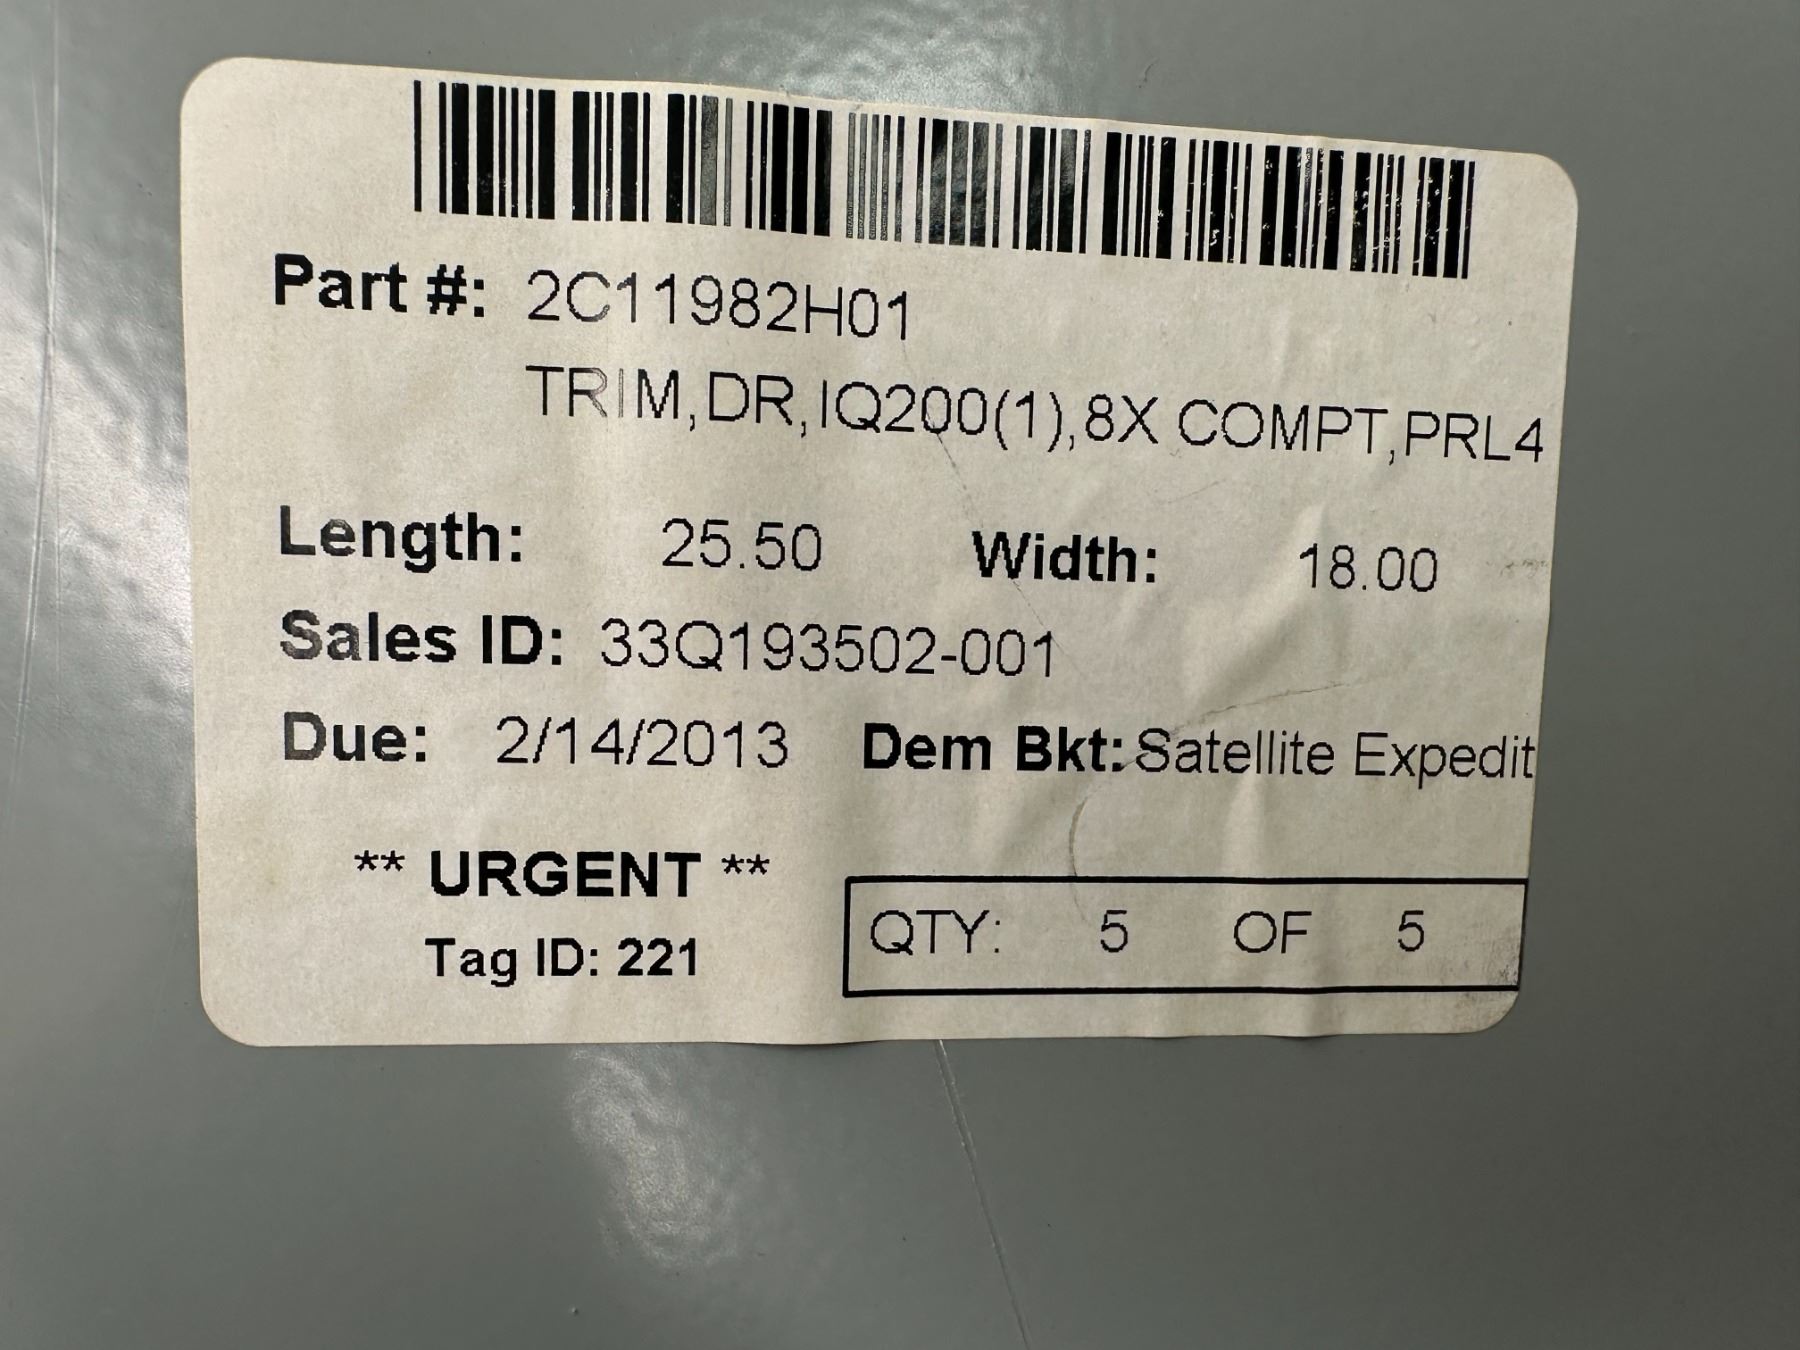 Part #: 2C11982H01
TRIM,DR,IQ200(1),8X COMPT,PRL4
Length: 25.50 Width: 18.00
Sales ID: 33Q193502-001
Due: 2/14/2013 Dem Bkt: Satellite Expedit
** URGENT **
Tag ID: 221
QTY: 5 OF 5